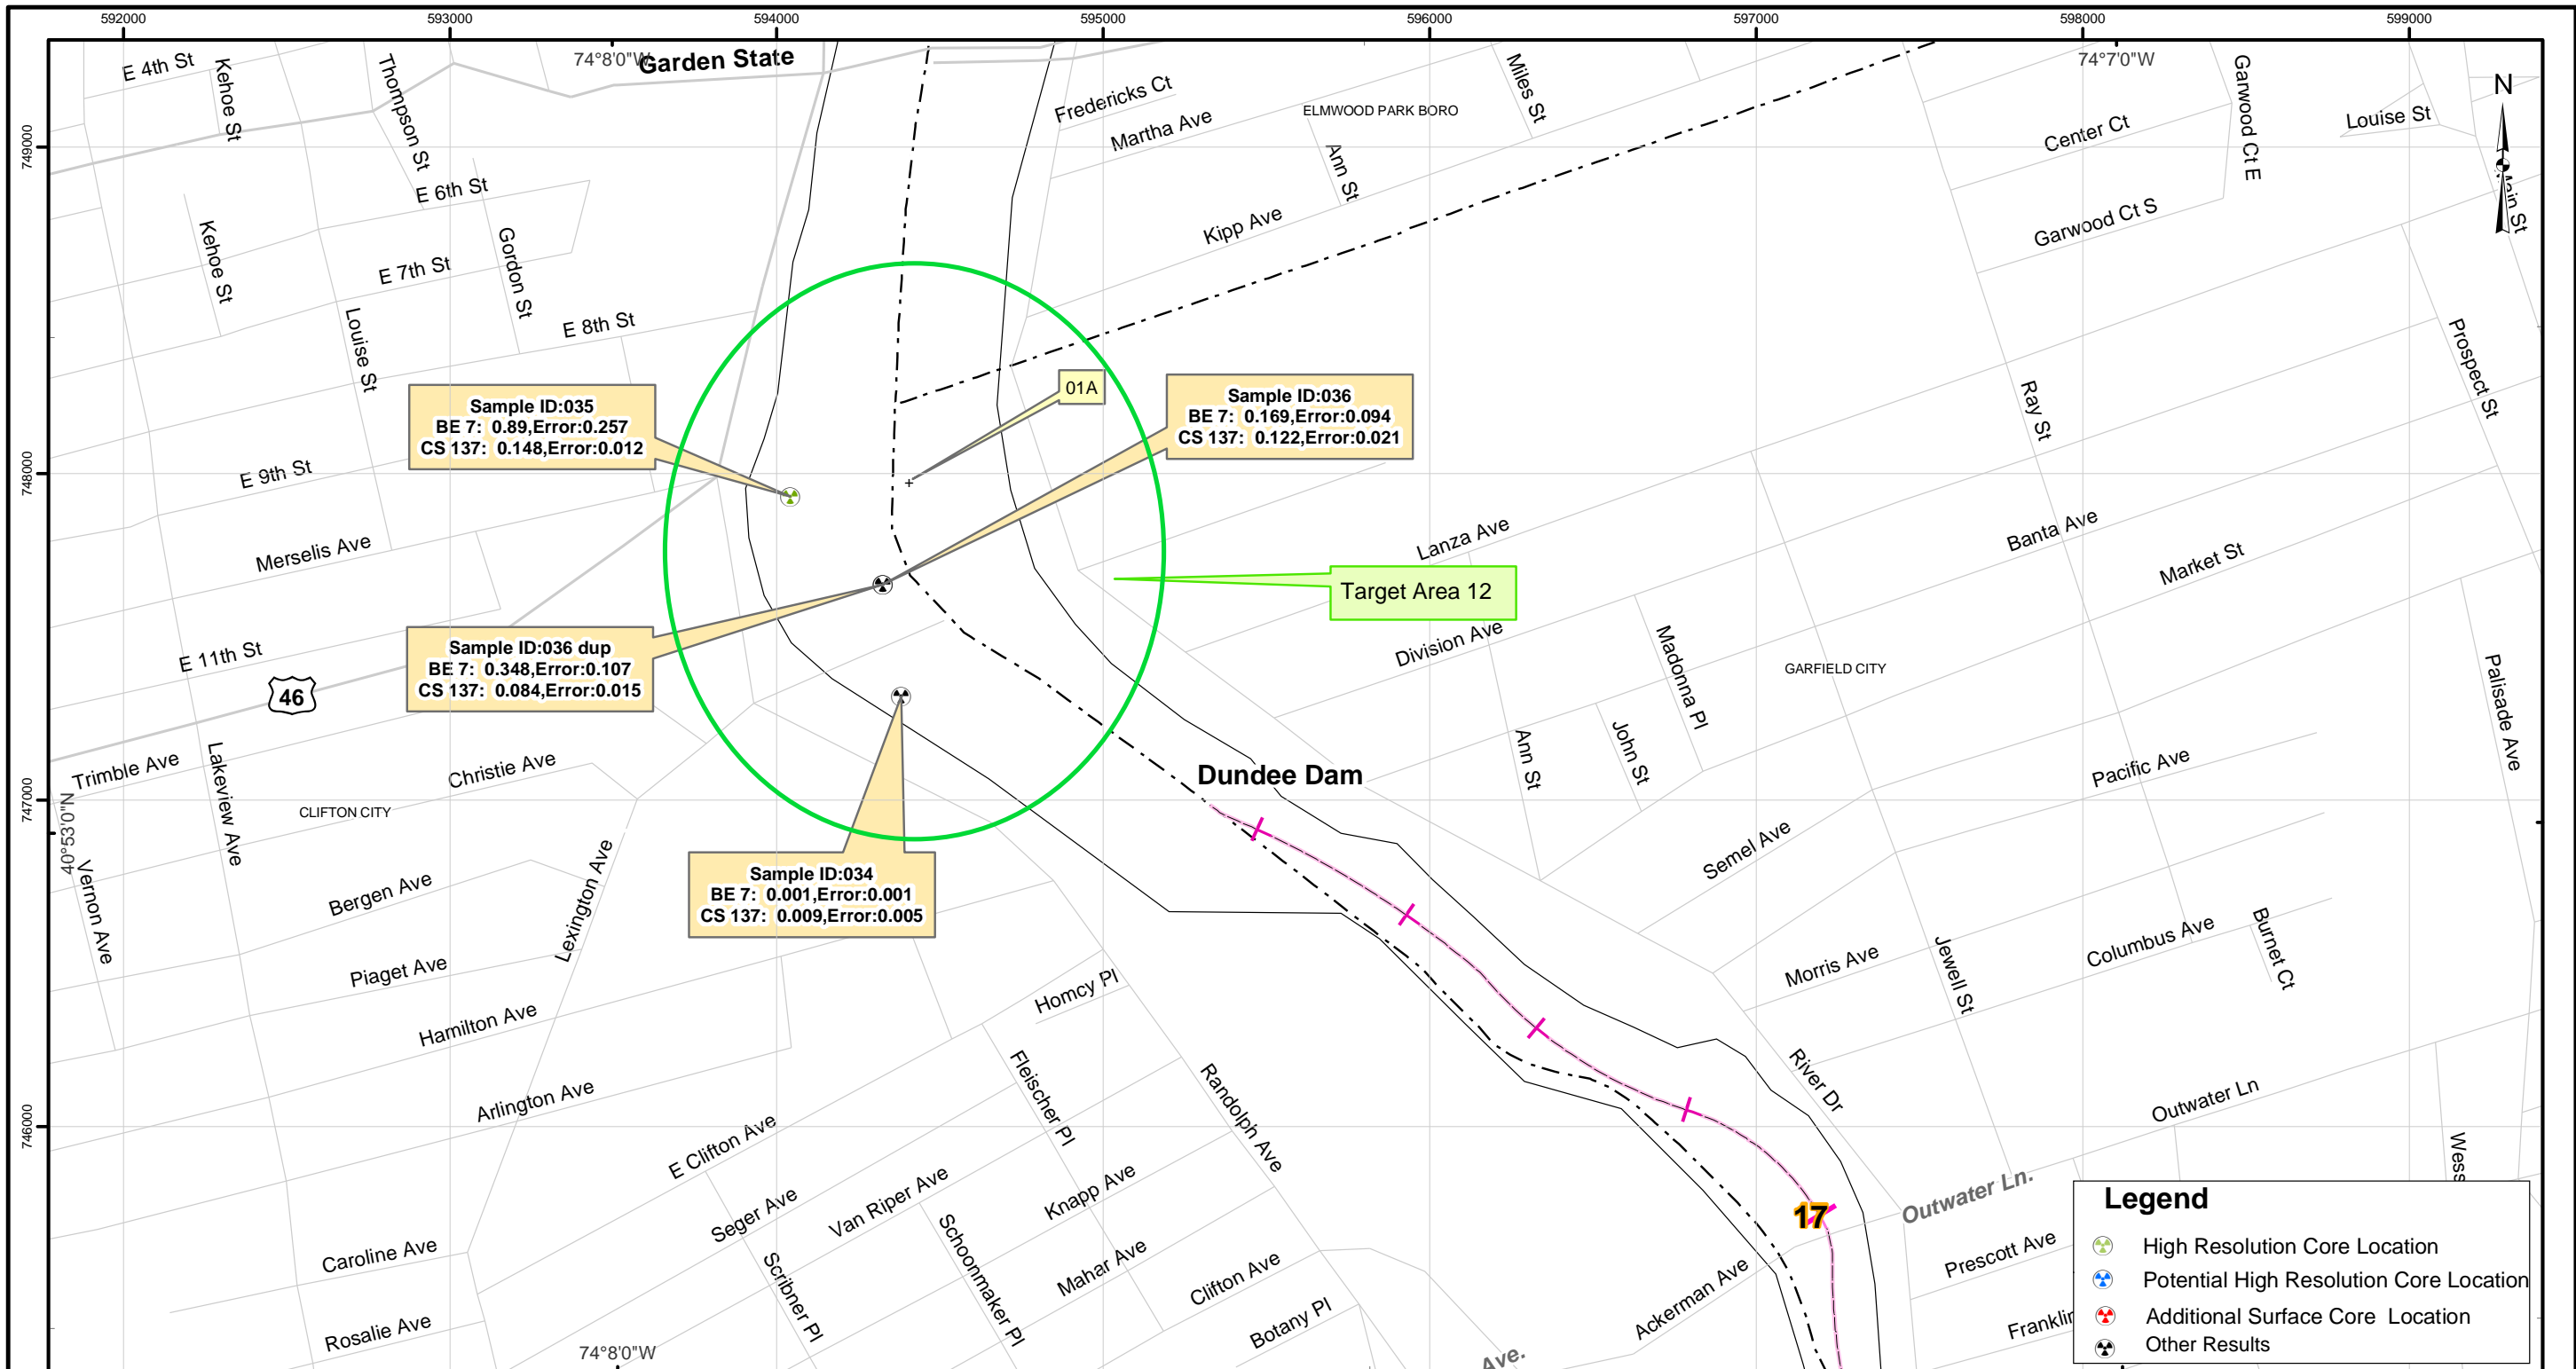 592000
593000
594000
595000
596000
597000
598000
599000
74°8'0"W
74°7'0"W
Garden State
E 4th St
Kehoe St
Thompson St
Fredericks Ct
Martha Ave
Miles St
ELMWOOD PARK BORO
Ann St
Center Ct
Garwood Ct E
Louise St
N
Main St
749000
E 6th St
Kehoe St
Gordon St
E 7th St
Kipp Ave
Garwood Ct S
Louise St
E 8th St
Prospect St
Sample ID:035
BE 7: 0.89,Error:0.257
CS 137: 0.148,Error:0.012
01A
Sample ID:036
BE 7: 0.169,Error:0.094
CS 137: 0.122,Error:0.021
Ray St
748000
E 9th St
Merselis Ave
Lanza Ave
Banta Ave
Market St
Target Area 12
E 11th St
46
Sample ID:036 dup
BE 7: 0.348,Error:0.107
CS 137: 0.084,Error:0.015
Division Ave
Madonna Pl
GARFIELD CITY
Palisade Ave
Trimble Ave
Lakeview Ave
Christie Ave
CLIFTON CITY
Dundee Dam
Ann St
John St
Pacific Ave
747000
40°53'0"N
Vernon Ave
Bergen Ave
Lexington Ave
Sample ID:034
BE 7: 0.001,Error:0.001
CS 137: 0.009,Error:0.005
Semel Ave
Piaget Ave
Morris Ave
Jewell St
Columbus Ave
Burnet Ct
Hamilton Ave
Homcy Pl
Arlington Ave
Fleischer Pl
Randolph Ave
River Dr
Outwater Ln
746000
E Clifton Ave
Seger Ave
Van Riper Ave
Knapp Ave
Wess
17
Outwater Ln.
Caroline Ave
Scribner Pl
Schoonmaker Pl
Mahar Ave
Clifton Ave
Prescott Ave
Ackerman Ave
Rosalie Ave
Botany Pl
Franklin
74°8'0"W
Ave.
Legend
High Resolution Core Location
Potential High Resolution Core Location
Additional Surface Core Location
Other Results